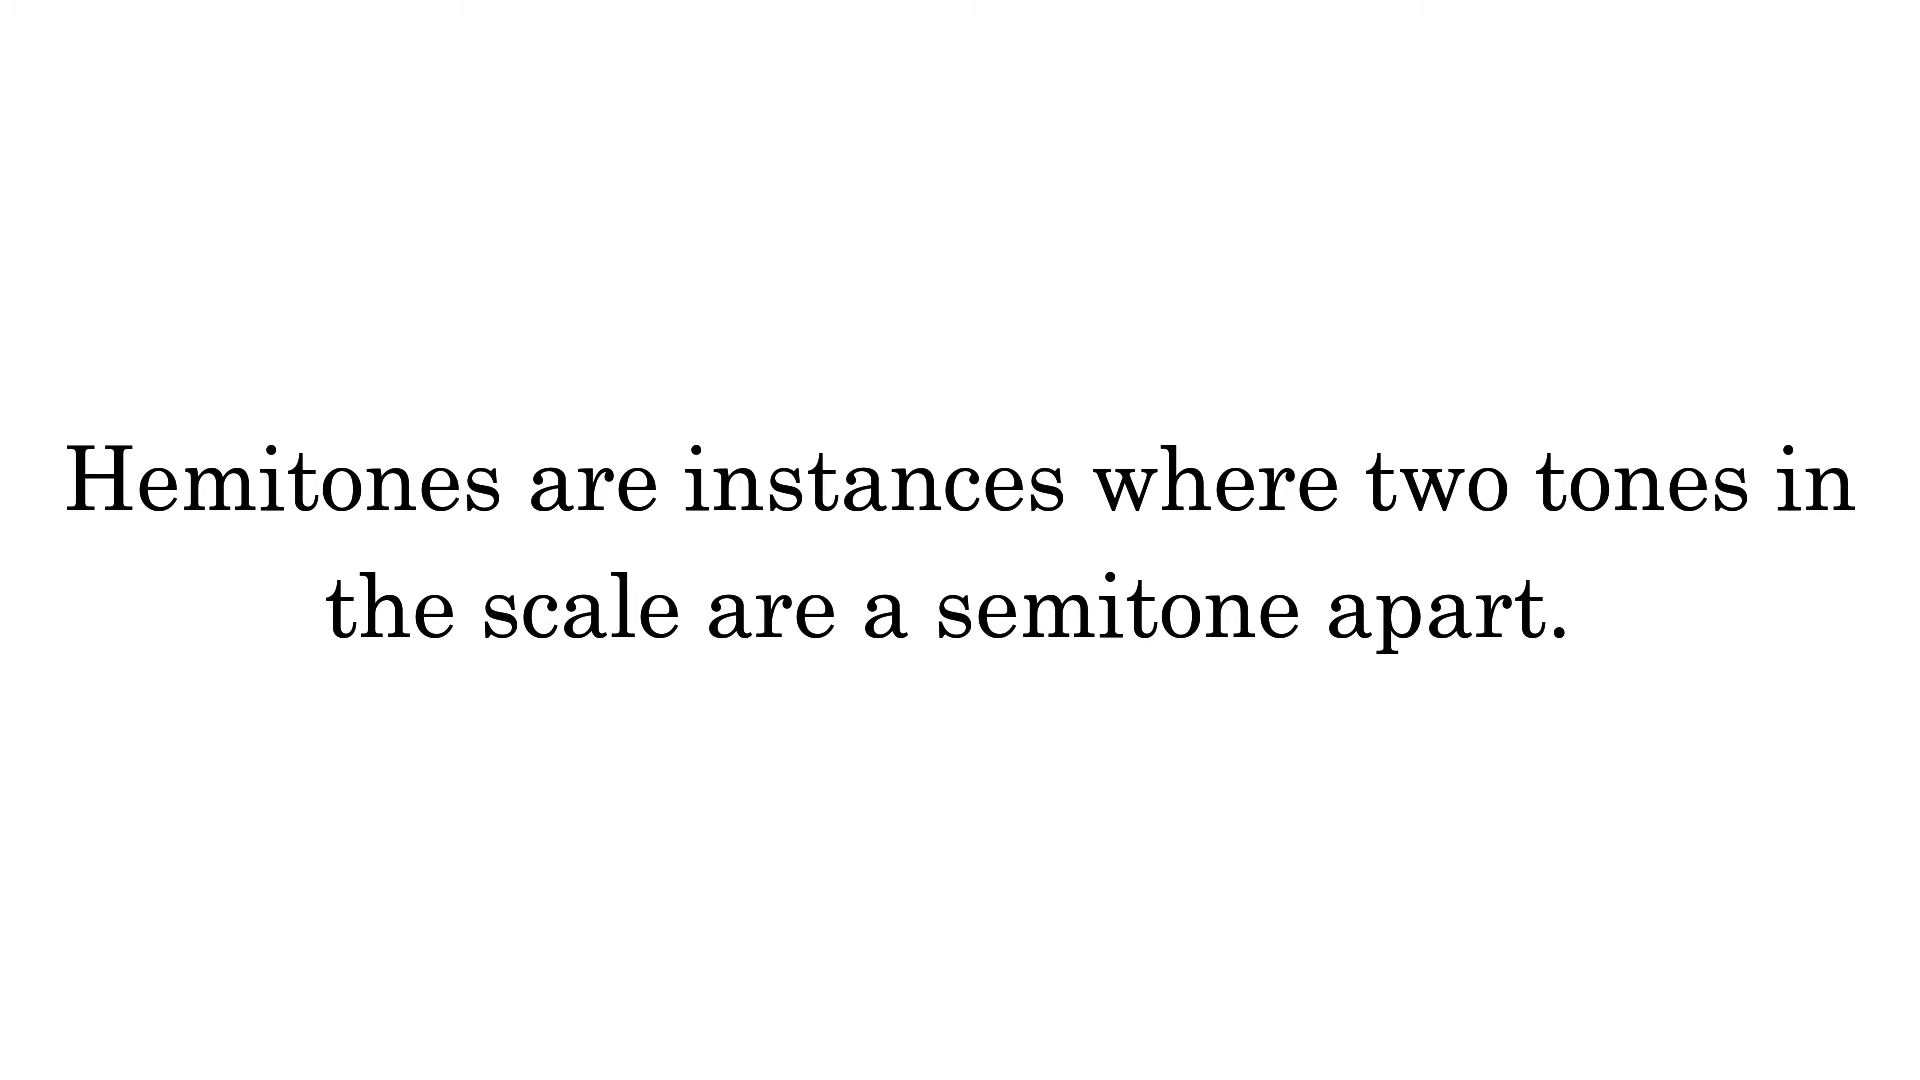 Hemitones are instances where two tones in
the scale are a semitone apart.